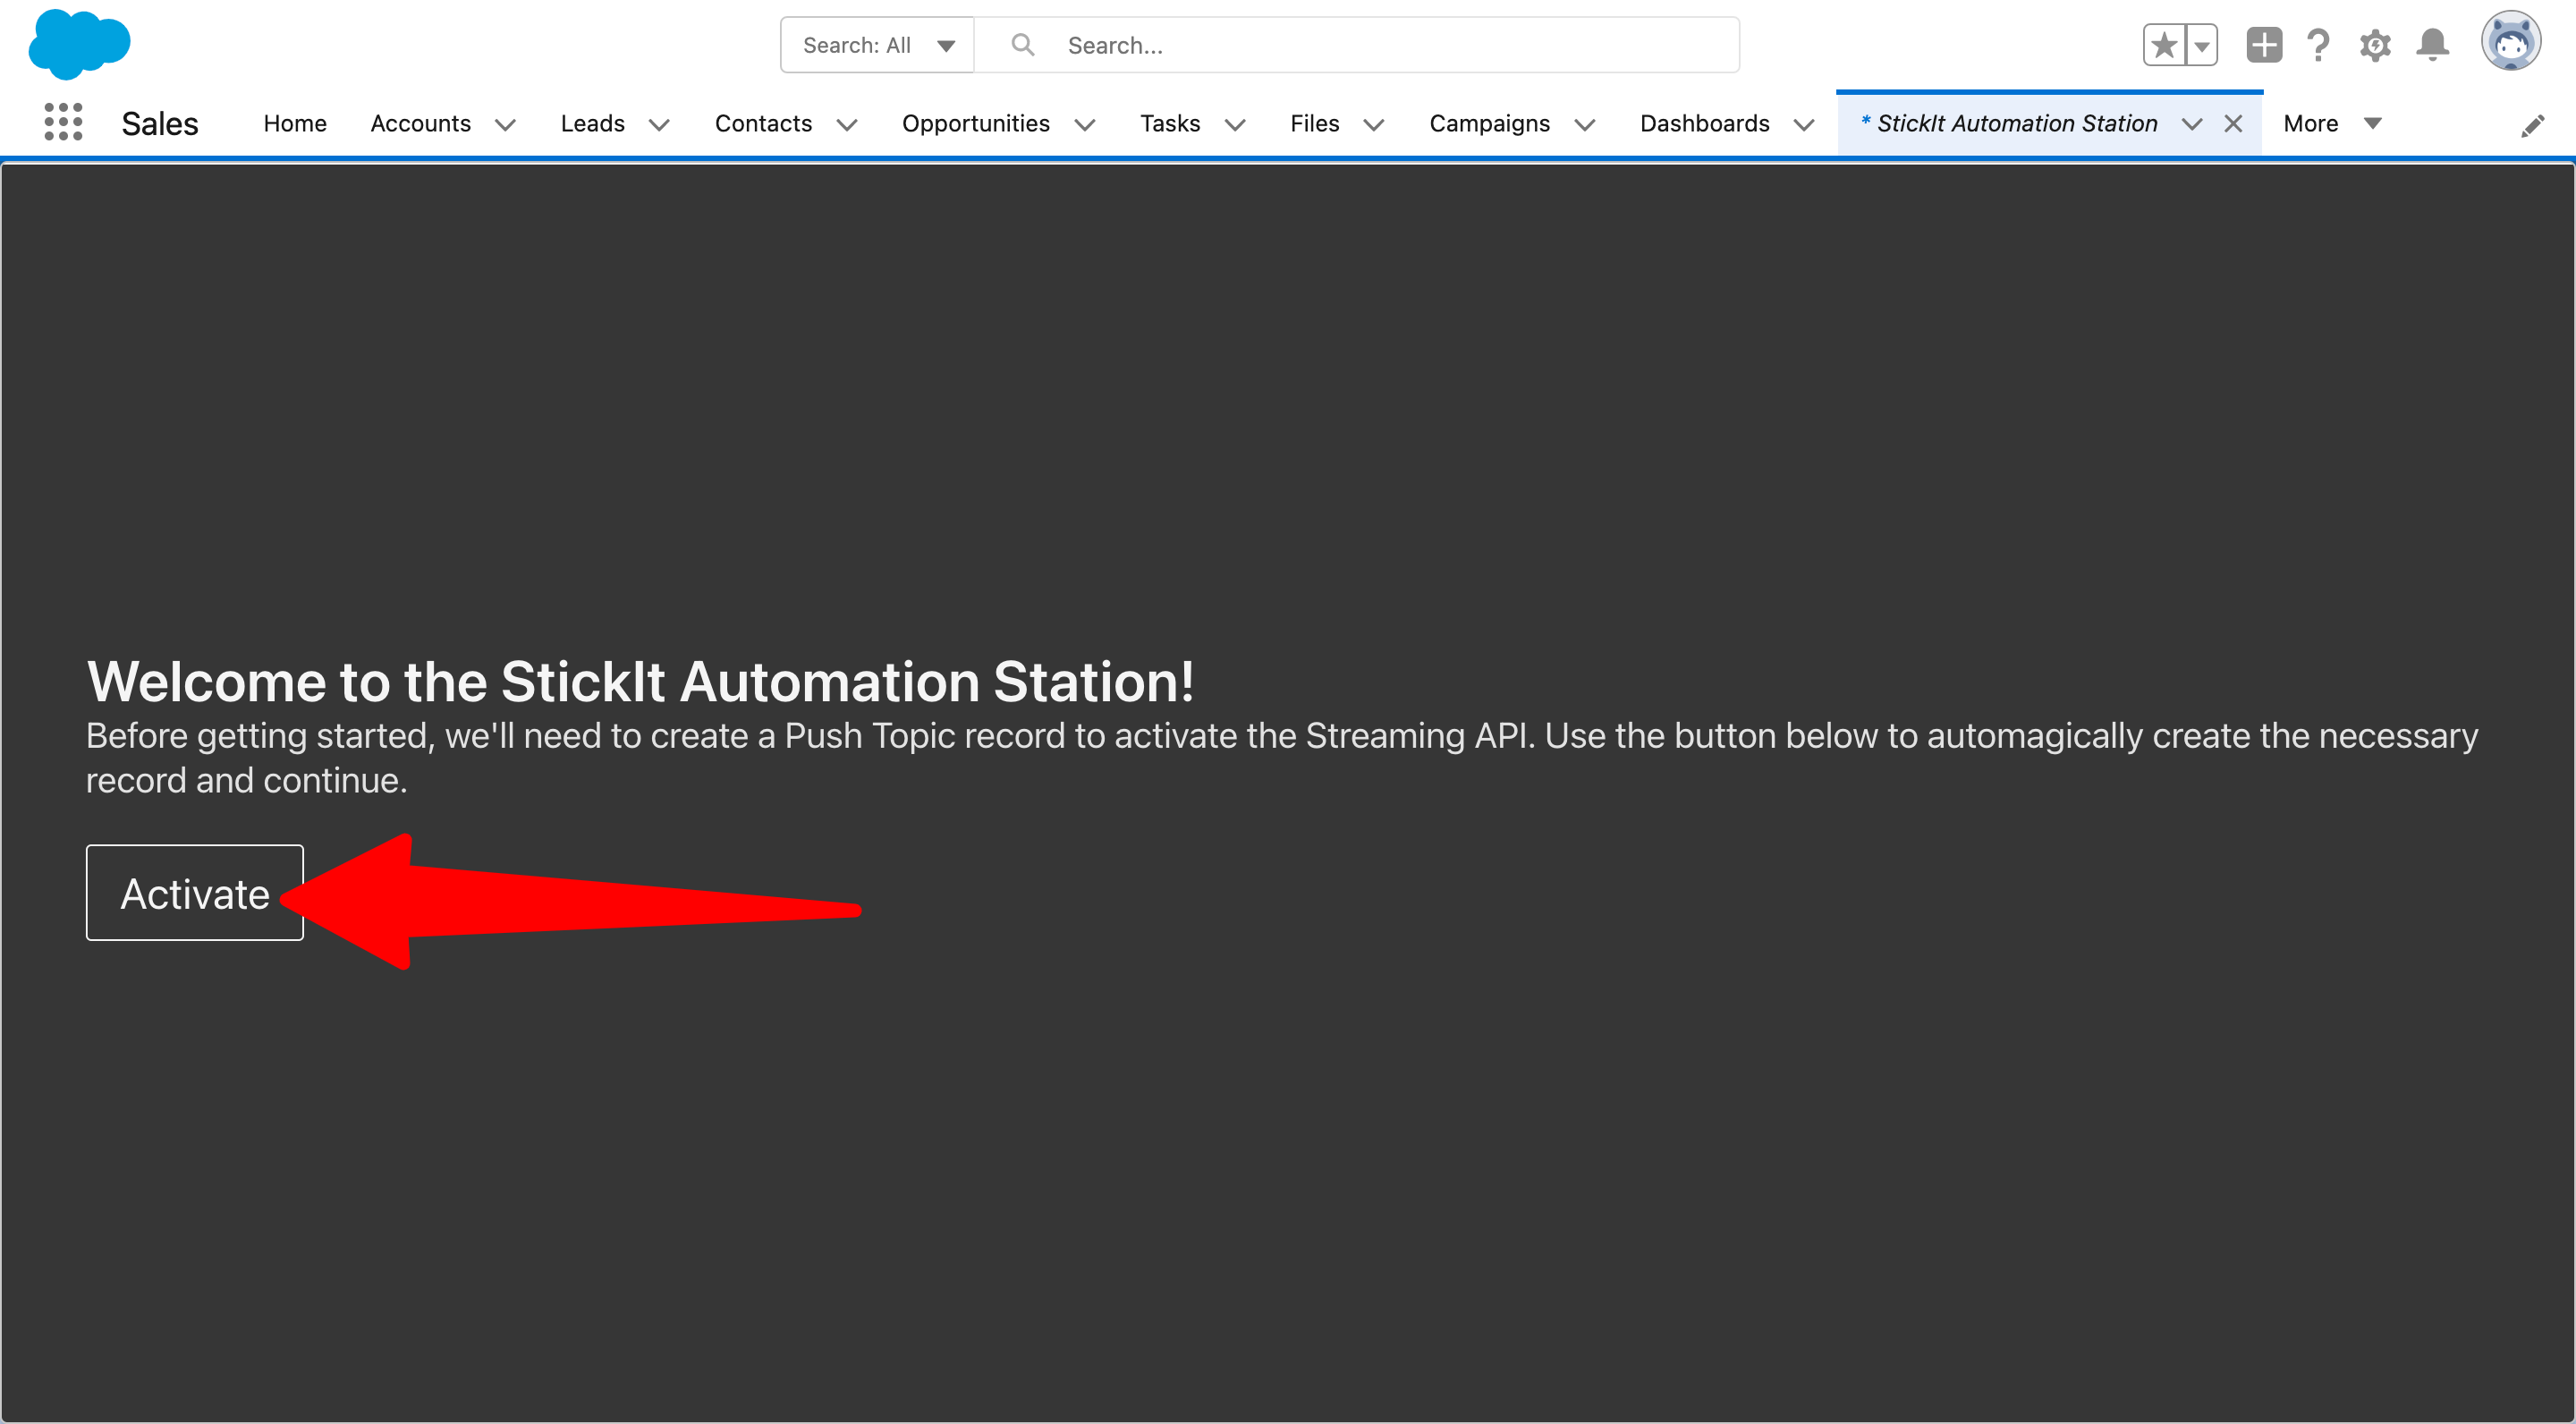 Search: All Search...
Sales Home Accounts Leads Contacts Opportunities Tasks Files Campaigns Dashboards * StickIt Automation Station More
Welcome to the StickIt Automation Station!
Before getting started, we'll need to create a Push Topic record to activate the Streaming API. Use the button below to automagically create the necessary
record and continue.
Activate